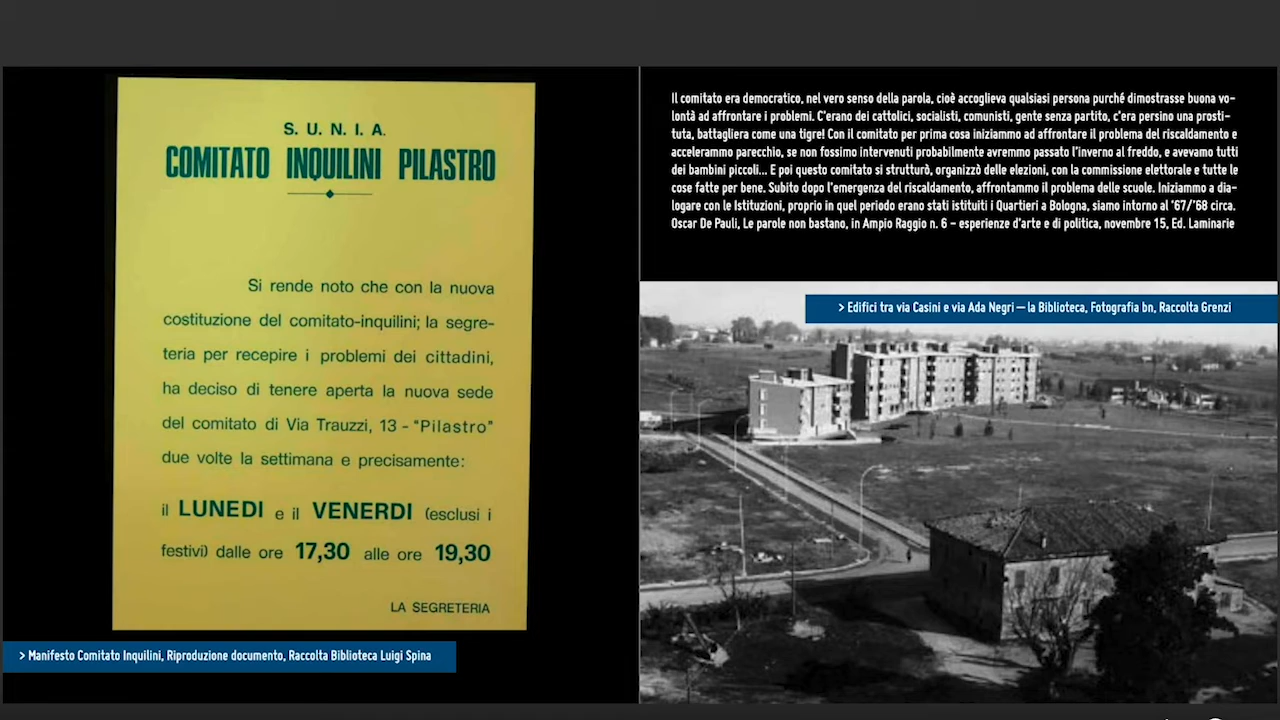 S. U. N. I. A.
COMITATO INQUILINI PILASTRO
Si rende noto che con la nuova
costituzione del comitato-inquilini; la segre-
teria per recepire i problemi dei cittadini,
ha deciso di tenere aperta la nuova sede
del comitato di Via Trauzzi, 13 - "Pilastro"
due volte la settimana e precisamente:
il LUNEDI e il VENERDI (esclusi i
festivi) dalle ore 17,30 alle ore 19,30
LA SEGRETERIA
> Manifesto Comitato Inquilini, Riproduzione documento, Raccolta Biblioteca Luigi Spina
Il comitato era democratico, nel vero senso della parola, cioè accoglieva qualsiasi persona purché dimostrasse buona vo-
lontà ad affrontare i problemi. C'erano dei cattolici, socialisti, comunisti, gente senza partito, c'era persino una prosti-
tuta, battagliera come una tigre! Con il comitato per prima cosa iniziammo ad affrontare il problema del riscaldamento e
accelerammo parecchio, se non fossimo intervenuti probabilmente avremmo passato l'inverno al freddo, e avevamo tutti
dei bambini piccoli... E poi questo comitato si strutturò, organizzò delle elezioni, con la commissione elettorale e tutte le
cose fatte per bene. Subito dopo l'emergenza del riscaldamento, affrontammo il problema delle scuole. Iniziammo a dia-
logare con le Istituzioni, proprio in quel periodo erano stati istituiti i Quartieri a Bologna, siamo intorno al '67/'68 circa.
Oscar De Pauli, Le parole non bastano, in Ampio Raggio n. 6 – esperienze d'arte e di politica, novembre 15, Ed. Laminarie
> Edifici tra via Casini e via Ada Negri – la Biblioteca, Fotografia bn, Raccolta Grenzi